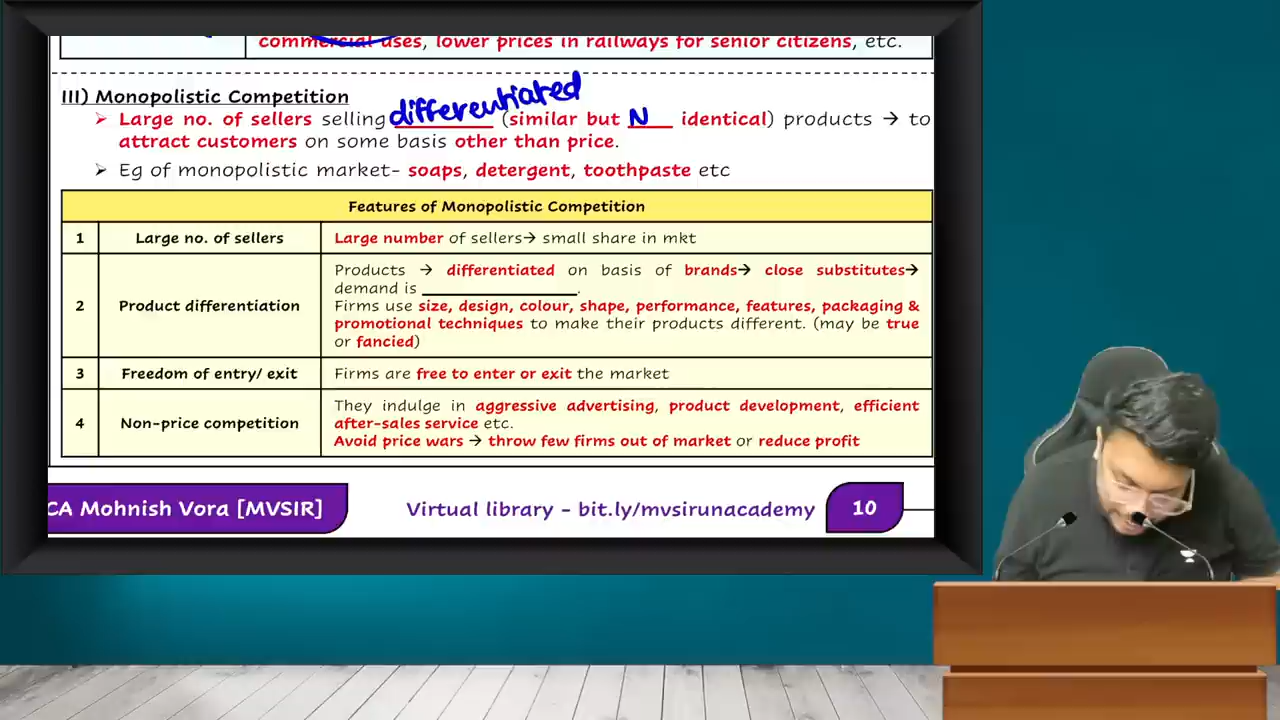 commercial uses, lower prices in railways for senior citizens, etc.
III) Monopolistic Competition
➤ Large no. of sellers selling differentiated (similar but N identical) products → to
attract customers on some basis other than price.
➤ Eg of monopolistic market- soaps, detergent, toothpaste etc
Features of Monopolistic Competition
1 Large no. of sellers Large number of sellers→ small share in mkt
2 Product differentiation Products → differentiated on basis of brands→ close substitutes→
demand is ____________.
Firms use size, design, colour, shape, performance, features, packaging &
promotional techniques to make their products different. (may be true
or fancied)
3 Freedom of entry/ exit Firms are free to enter or exit the market
4 Non-price competition They indulge in aggressive advertising, product development, efficient
after-sales service etc.
Avoid price wars → throw few firms out of market or reduce profit
CA Mohnish Vora [MVSIR] Virtual library - bit.ly/mvsirunacademy 10